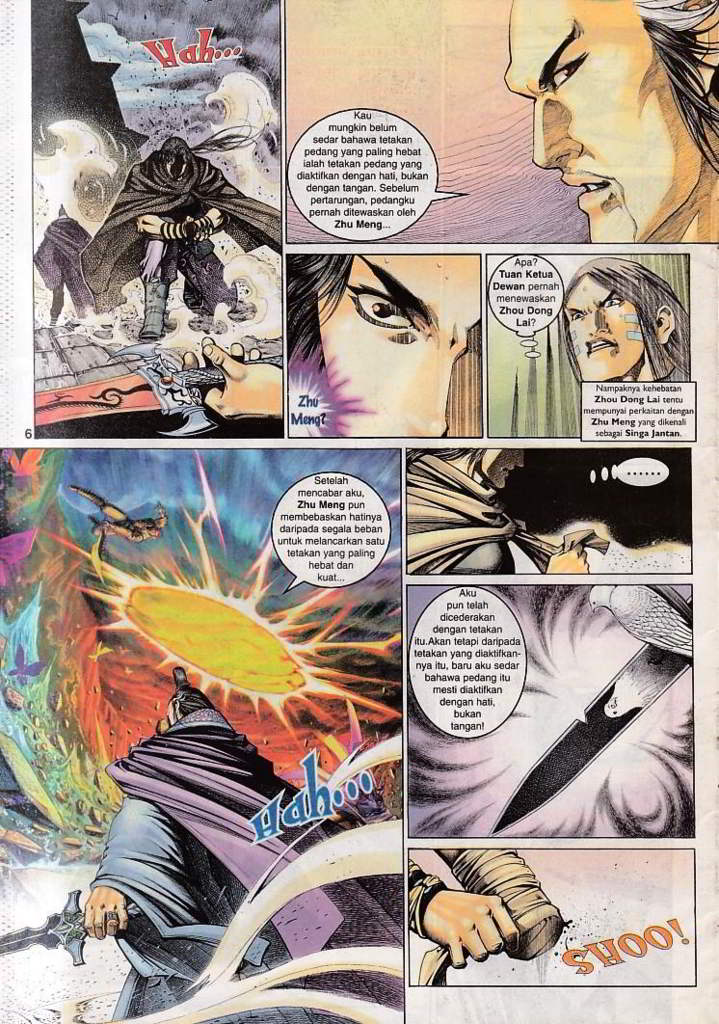 Hah...
Kau
mungkin belum
sedar bahawa tetakan
pedang yang paling hebat
ialah tetakan pedang yang
diaktifkan dengan hati, bukan
dengan tangan. Sebelum
pertarungan, pedangku
pernah ditewaskan oleh
Zhu Meng...
Zhu
Meng?
Apa?
Tuan Ketua
Dewan pernah
menewaskan
Zhou Dong
Lai?
Nampaknya kehebatan
Zhou Dong Lai tentu
mempunyai perkaitan dengan
Zhu Meng yang dikenali
sebagai Singa Jantan.
6
Setelah
mencabar aku,
Zhu Meng pun
membebaskan hatinya
daripada segala beban
untuk melancarkan satu
tetakan yang paling
hebat dan
kuat...
Hah...
......
Aku
pun telah
dicederakan
dengan tetakan
itu.Akan tetapi daripada
tetakan yang diaktifkan-
nya itu, baru aku sedar
bahawa pedang itu
mesti diaktifkan
dengan hati,
bukan
tangan!
SHOO!